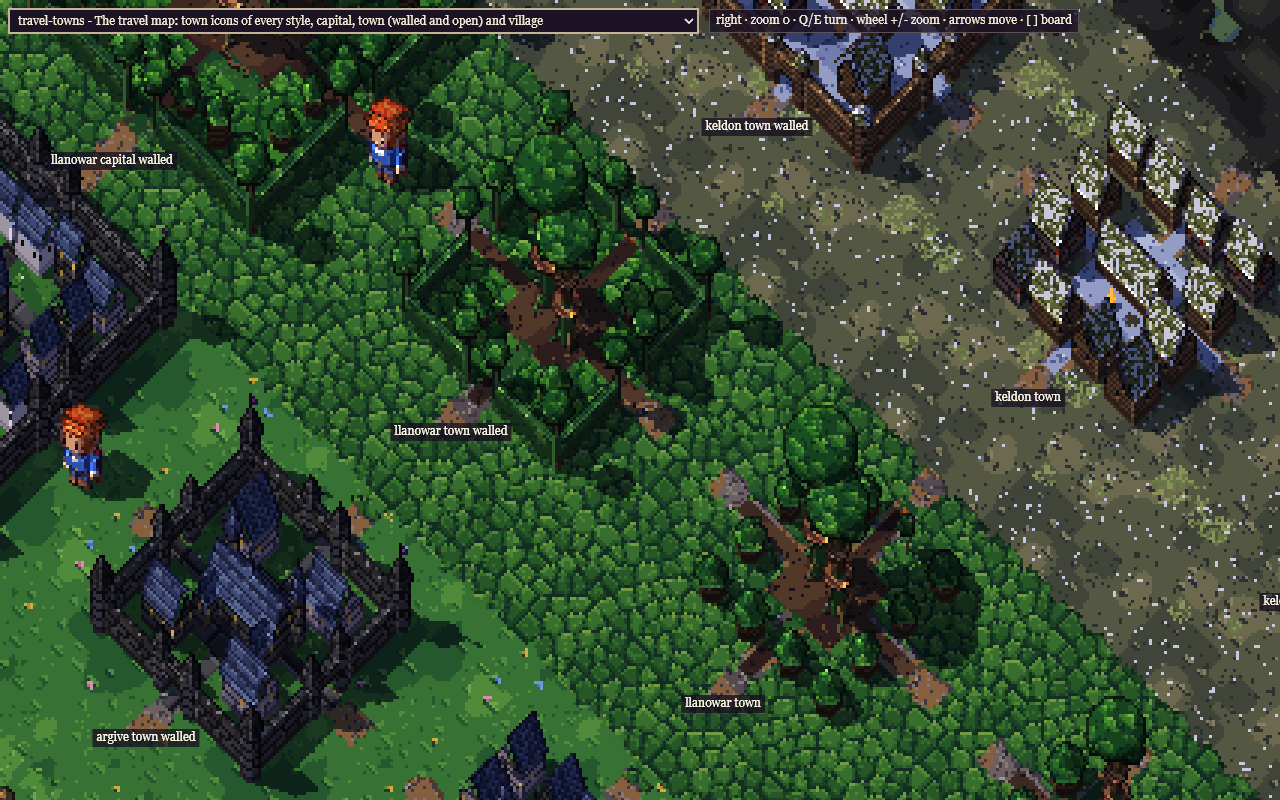 travel-towns - The travel map: town icons of every style, capital, town (walled and open) and village
right · zoom 0 · Q/E turn · wheel +/- zoom · arrows move · [ ] board
keldon town walled
llanowar capital walled
keldon town
llanowar town walled
kel
llanowar town
argive town walled